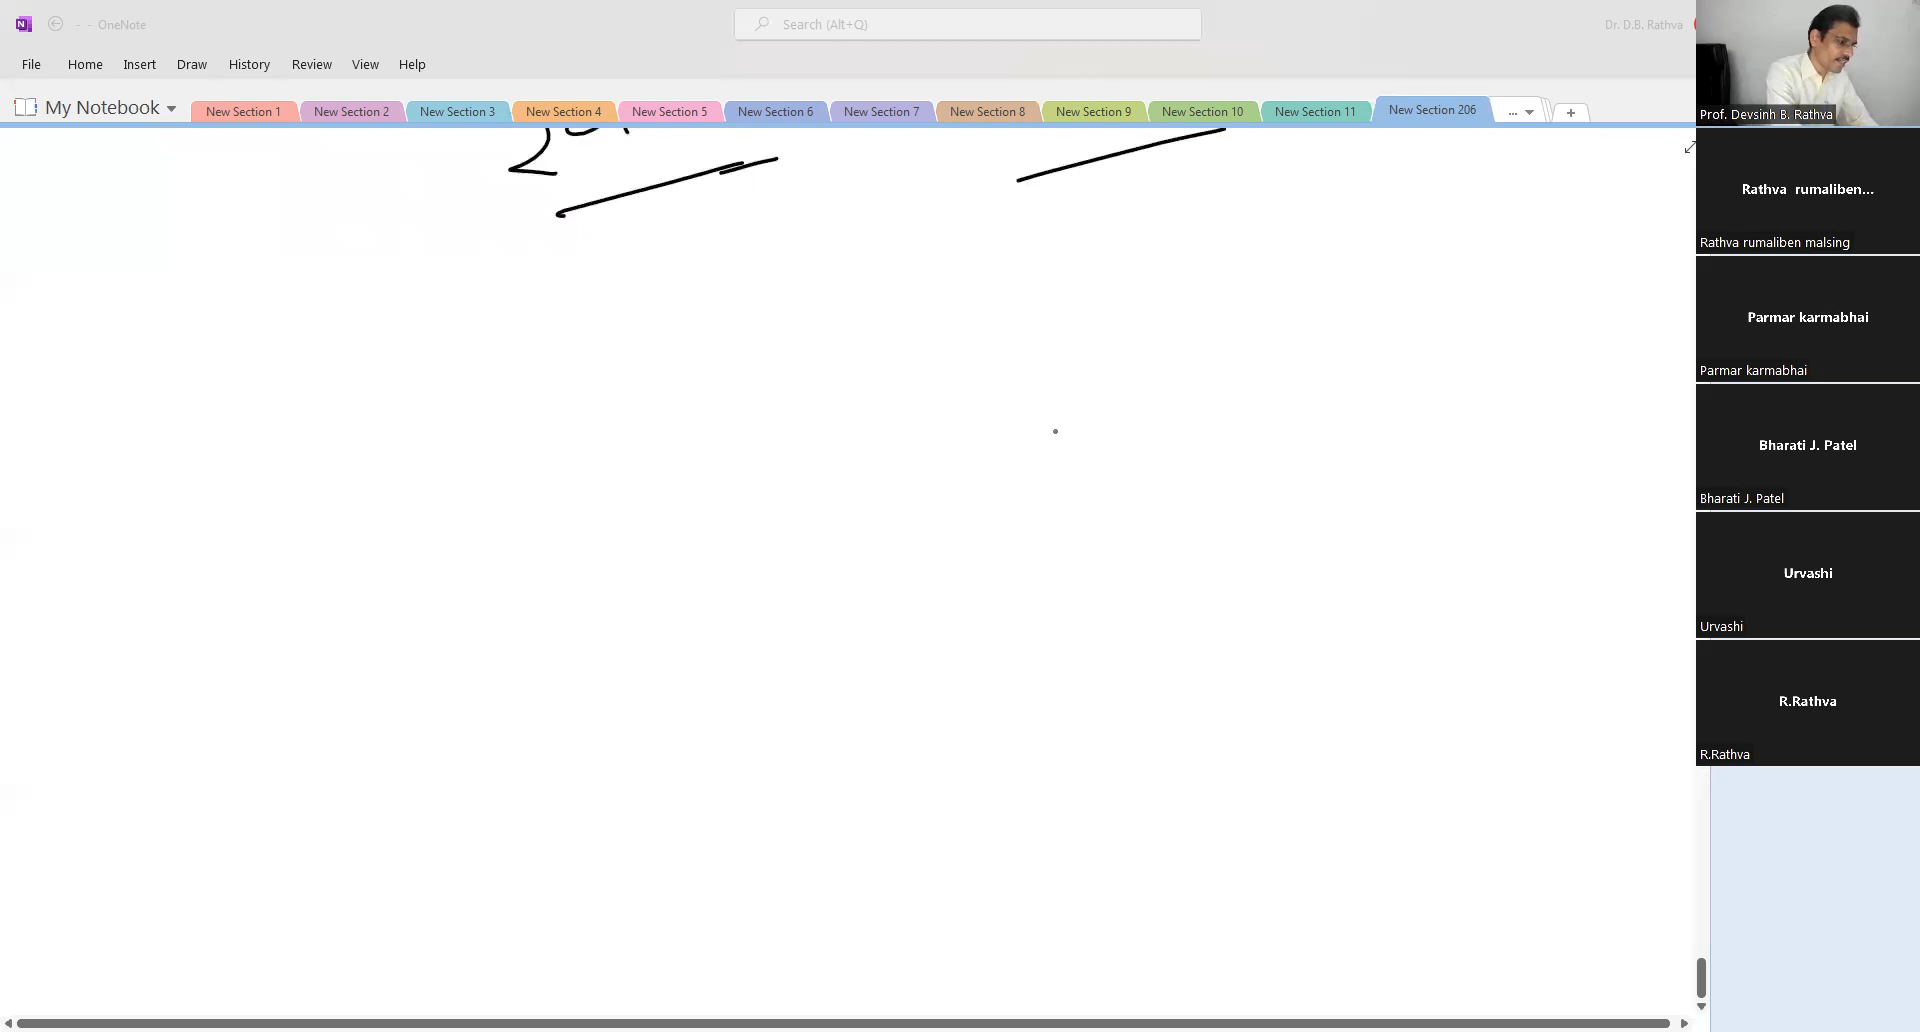 N - - OneNote
Search (Alt+Q)
Dr. D.B. Rathva
File Home Insert Draw History Review View Help
My Notebook New Section 1 New Section 2 New Section 3 New Section 4 New Section 5 New Section 6 New Section 7 New Section 8 New Section 9 New Section 10 New Section 11 New Section 206 ... +
Prof. Devsinh B. Rathva
Rathva rumaliben...
Rathva rumaliben malsing
Parmar karmabhai
Parmar karmabhai
Bharati J. Patel
Bharati J. Patel
Urvashi
Urvashi
R.Rathva
R.Rathva